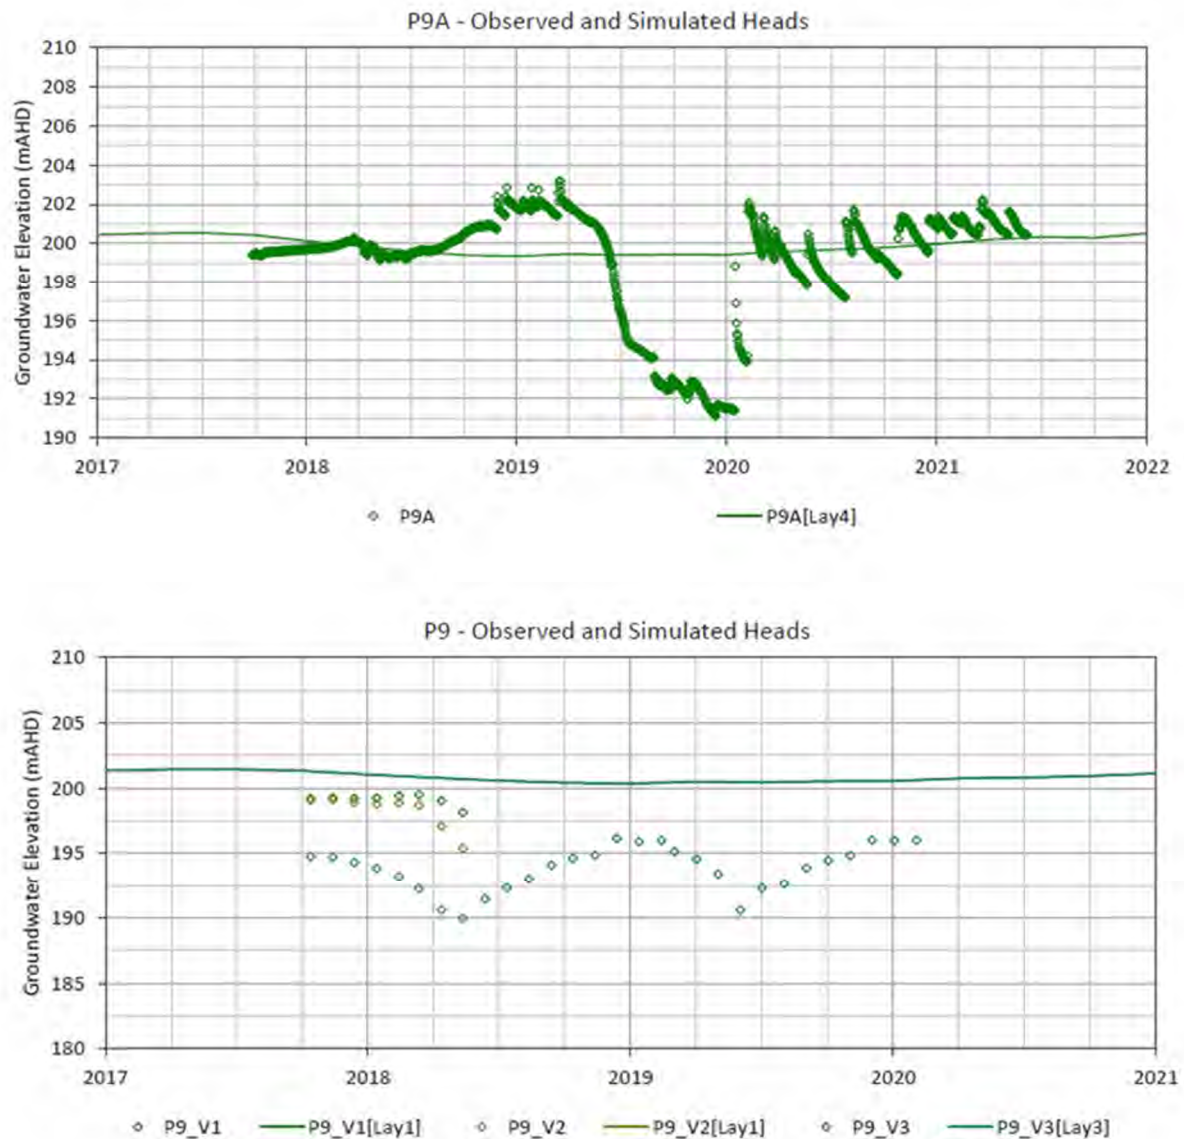 P9A - Observed and Simulated Heads
Groundwater Elevation (mAHD)
210
208
206
204
202
200
198
196
194
192
190
2017 2018 2019 2020 2021 2022
P9A P9A[Lay4]
P9 - Observed and Simulated Heads
Groundwater Elevation (mAHD)
210
205
200
195
190
185
180
2017 2018 2019 2020 2021
P9_V1 P9_V1[Lay1] P9_V2 P9_V2[Lay1] P9_V3 P9_V3[Lay3]